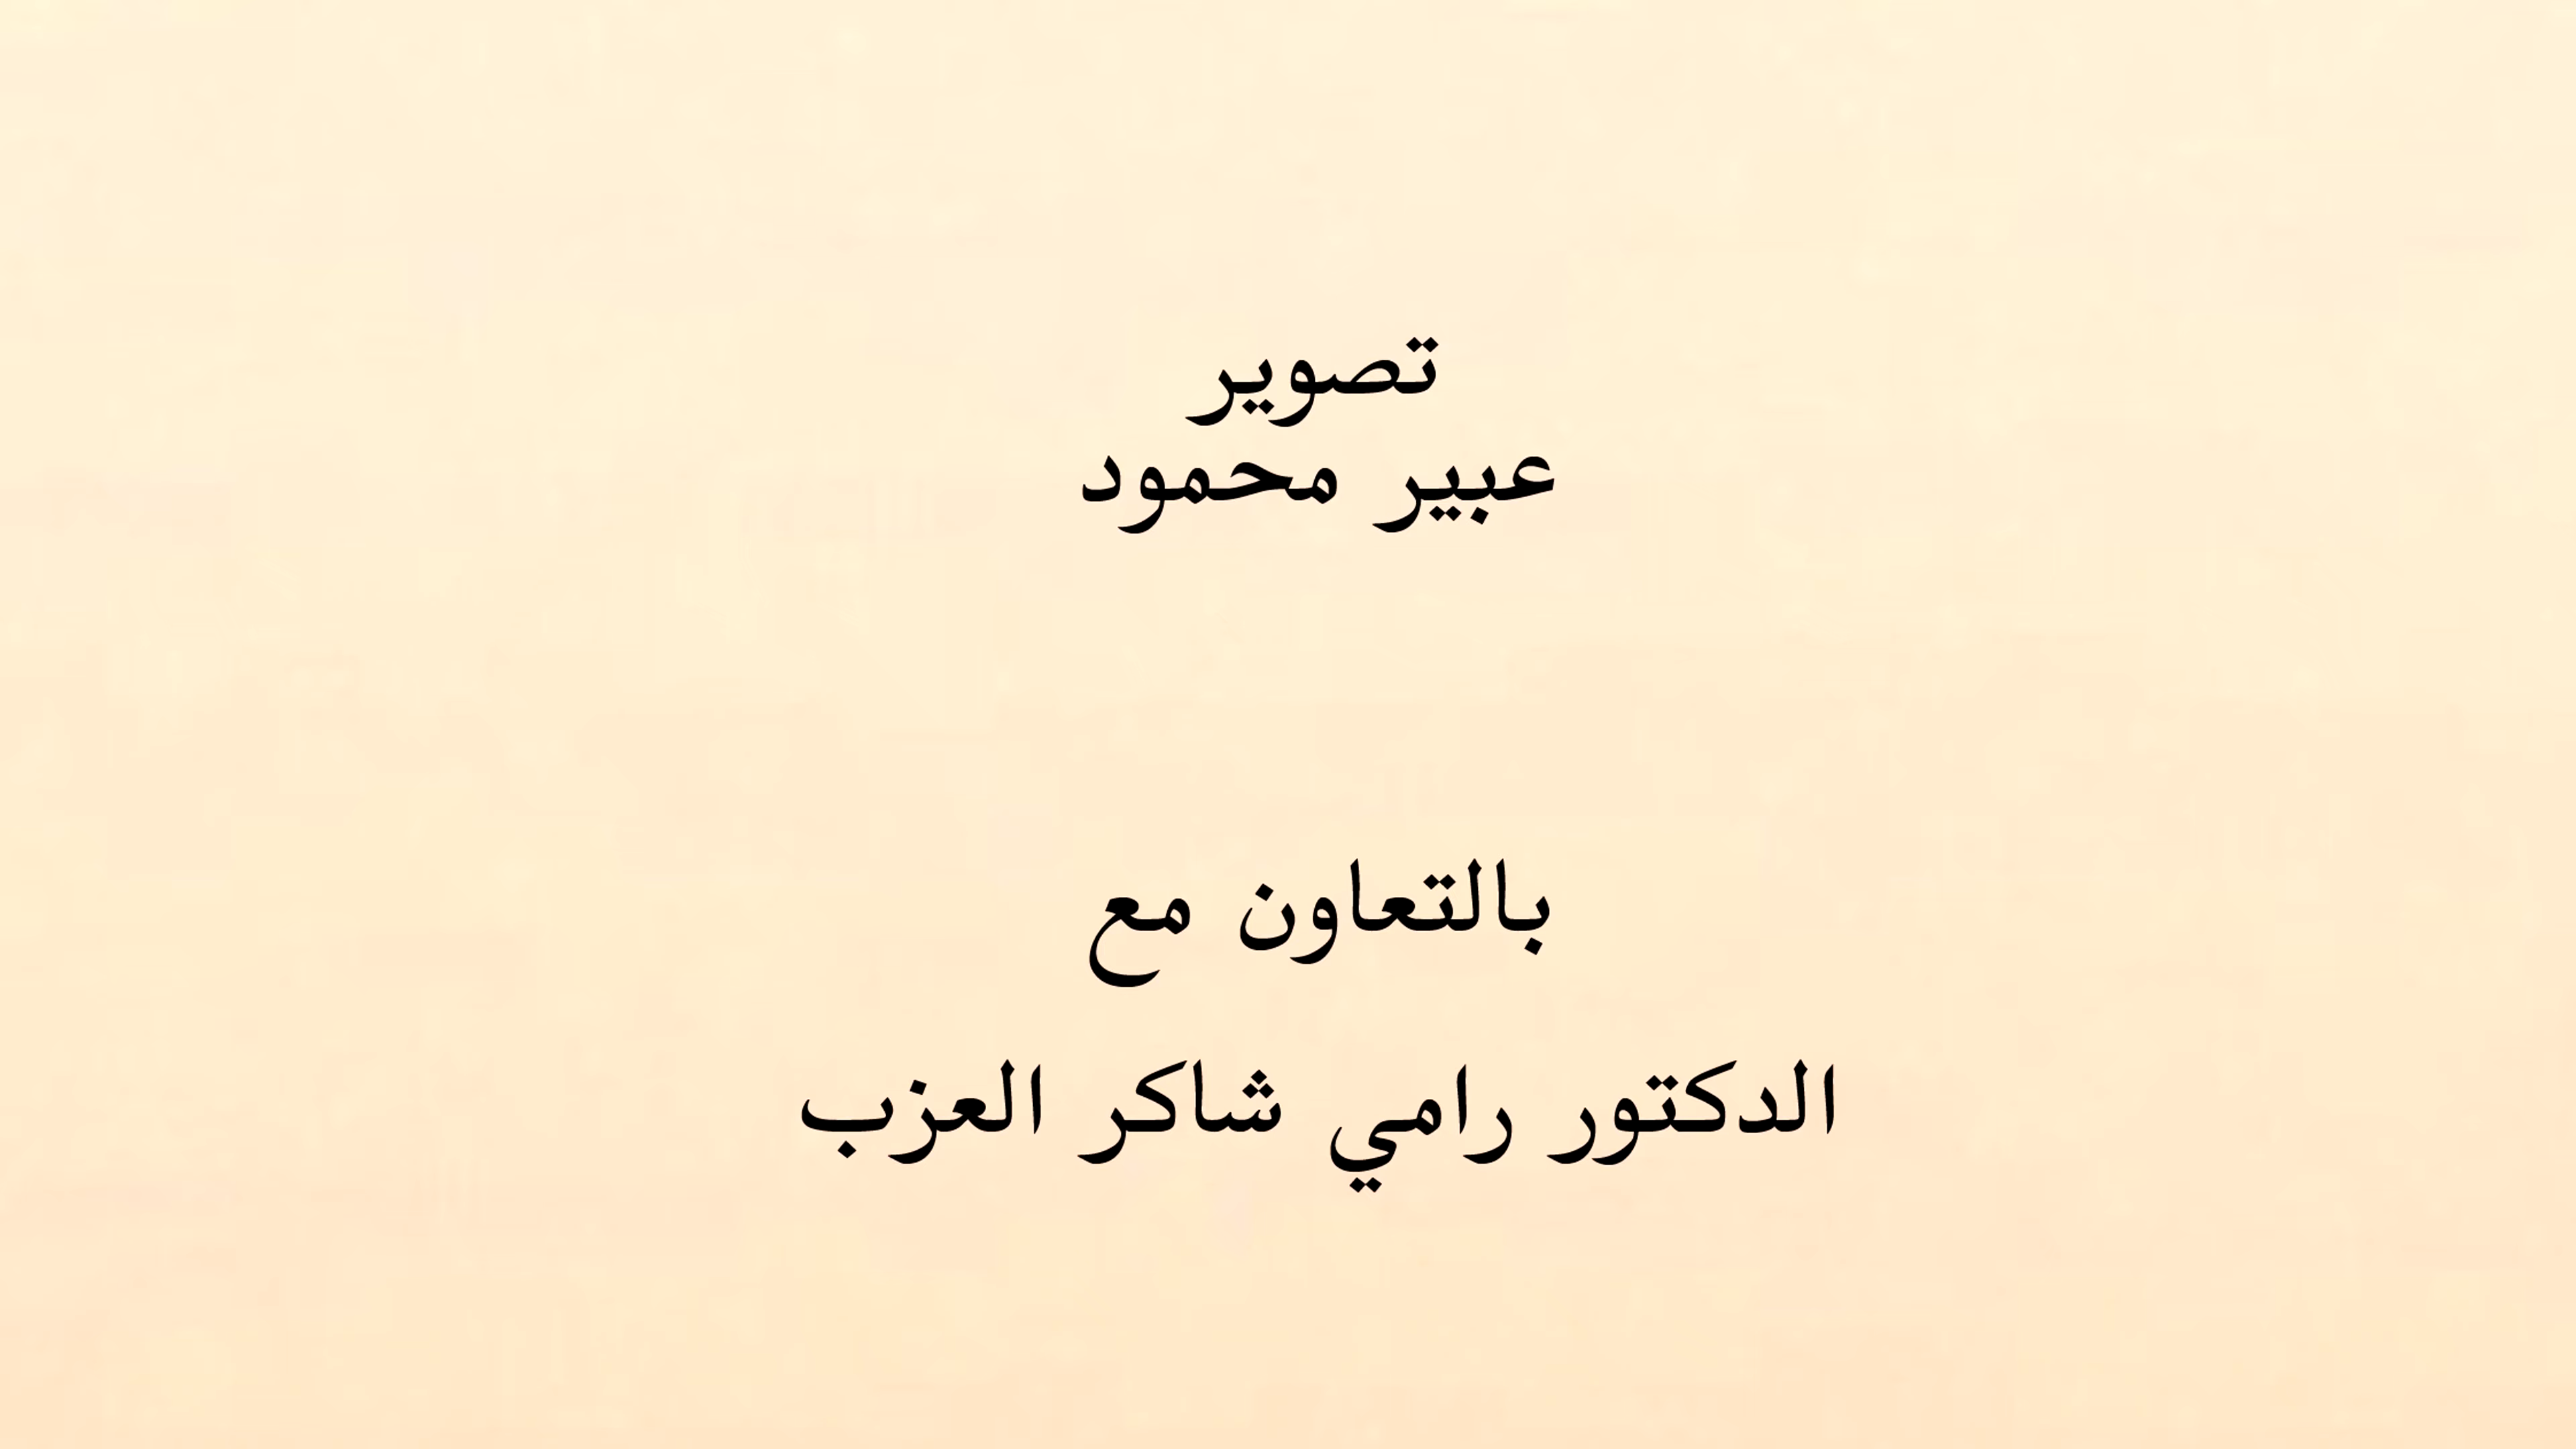 تصوير
عبير محمود
بالتعاون مع
الدكتور رامي شاكر العزب